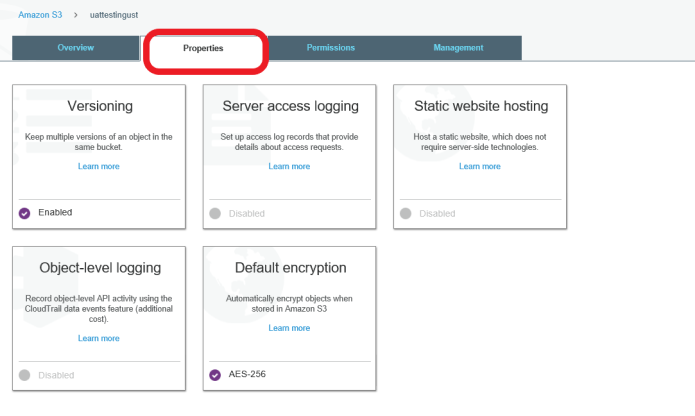 Amazon S3 > uattestingust
Overview
Properties
Permissions
Management
Versioning
Keep multiple versions of an object in the
same bucket.
Learn more
Enabled
Server access logging
Set up access log records that provide
details about access requests.
Learn more
Disabled
Static website hosting
Host a static website, which does not
require server-side technologies.
Learn more
Disabled
Object-level logging
Record object-level API activity using the
CloudTrail data events feature (additional
cost).
Learn more
Disabled
Default encryption
Automatically encrypt objects when
stored in Amazon S3
Learn more
AES-256